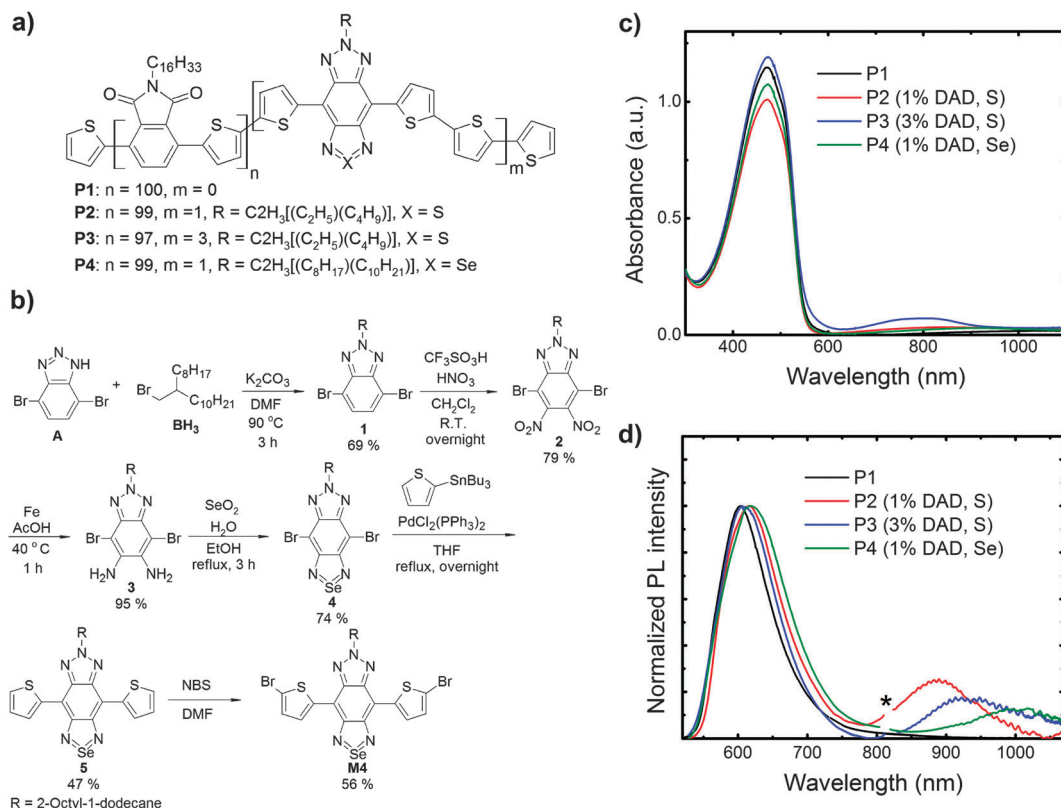 a)
C₁₆H₃₃
N
O
O
S
S
n
R
N
N
N
S
N
N
X
S
S
m
S
P1: n = 100, m = 0
P2: n = 99, m =1, R = C2H3[(C₂H₅)(C₄H₉)], X = S
P3: n = 97, m = 3, R = C2H3[(C₂H₅)(C₄H₉)], X = S
P4: n = 99, m = 1, R = C2H3[(C₈H₁₇)(C₁₀H₂₁)], X = Se
b)
N
N
NH
Br
Br
A
+
C₈H₁₇
Br
C₁₀H₂₁
BH₃
K₂CO₃
DMF
90 °C
3 h
R
N
N
N
Br
Br
1
69 %
CF₃SO₃H
HNO₃
CH₂Cl₂
R.T.
overnight
R
N
N
N
Br
Br
O₂N
NO₂
2
79 %
Fe
AcOH
40 °C
1 h
R
N
N
N
Br
Br
NH₂
NH₂
3
95 %
SeO₂
H₂O
EtOH
reflux, 3 h
R
N
N
N
Br
Br
N
N
Se
4
74 %
S
SnBu₃
PdCl₂(PPh₃)₂
THF
reflux, overnight
R
N
N
N
S
S
N
N
Se
5
47 %
NBS
DMF
R
N
N
N
Br
S
S
Br
N
N
Se
M4
56 %
R = 2-Octyl-1-dodecane
c)
Absorbance (a.u.)
1.0
0.5
0.0
400
600
800
1000
Wavelength (nm)
P1
P2 (1% DAD, S)
P3 (3% DAD, S)
P4 (1% DAD, Se)
d)
Normalized PL intensity
P1
P2 (1% DAD, S)
P3 (3% DAD, S)
P4 (1% DAD, Se)
*
600
700
800
900
1000
Wavelength (nm)